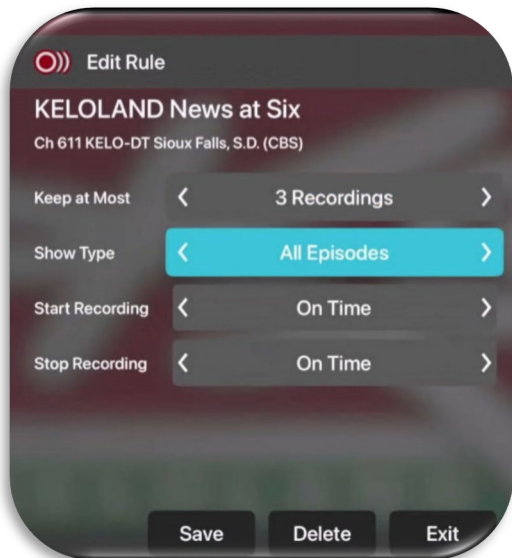 Edit Rule
KELOLAND News at Six
Ch 611 KELO-DT Sioux Falls, S.D. (CBS)
Keep at Most 3 Recordings
Show Type All Episodes
Start Recording On Time
Stop Recording On Time
Save Delete Exit